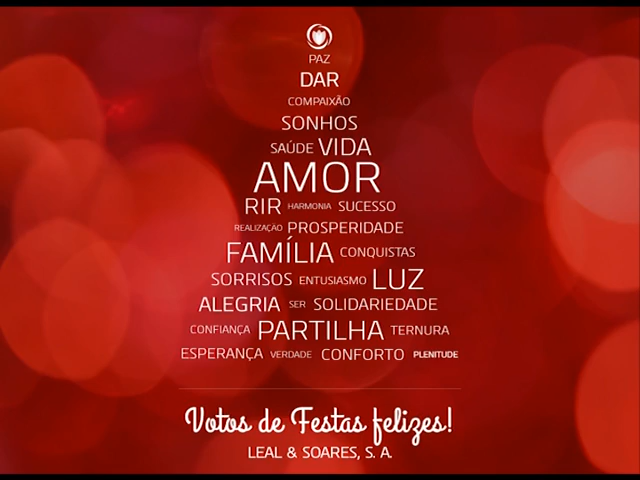 PAZ
DAR
COMPAIXÃO
SONHOS
SAÚDE VIDA
AMOR
RIR HARMONIA SUCESSO
REALIZAÇÃO PROSPERIDADE
FAMÍLIA CONQUISTAS
SORRISOS ENTUSIASMO LUZ
ALEGRIA SER SOLIDARIEDADE
CONFIANÇA PARTILHA TERNURA
ESPERANÇA VERDADE CONFORTO PLENITUDE
Votos de Festas felizes!
LEAL & SOARES, S. A.